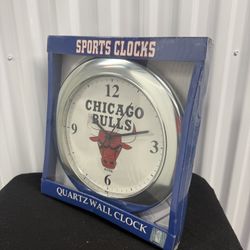 SPORTS CLOCKS
12
CHICAGO
BULLS
9
3
6
QUARTZ WALL CLOCK